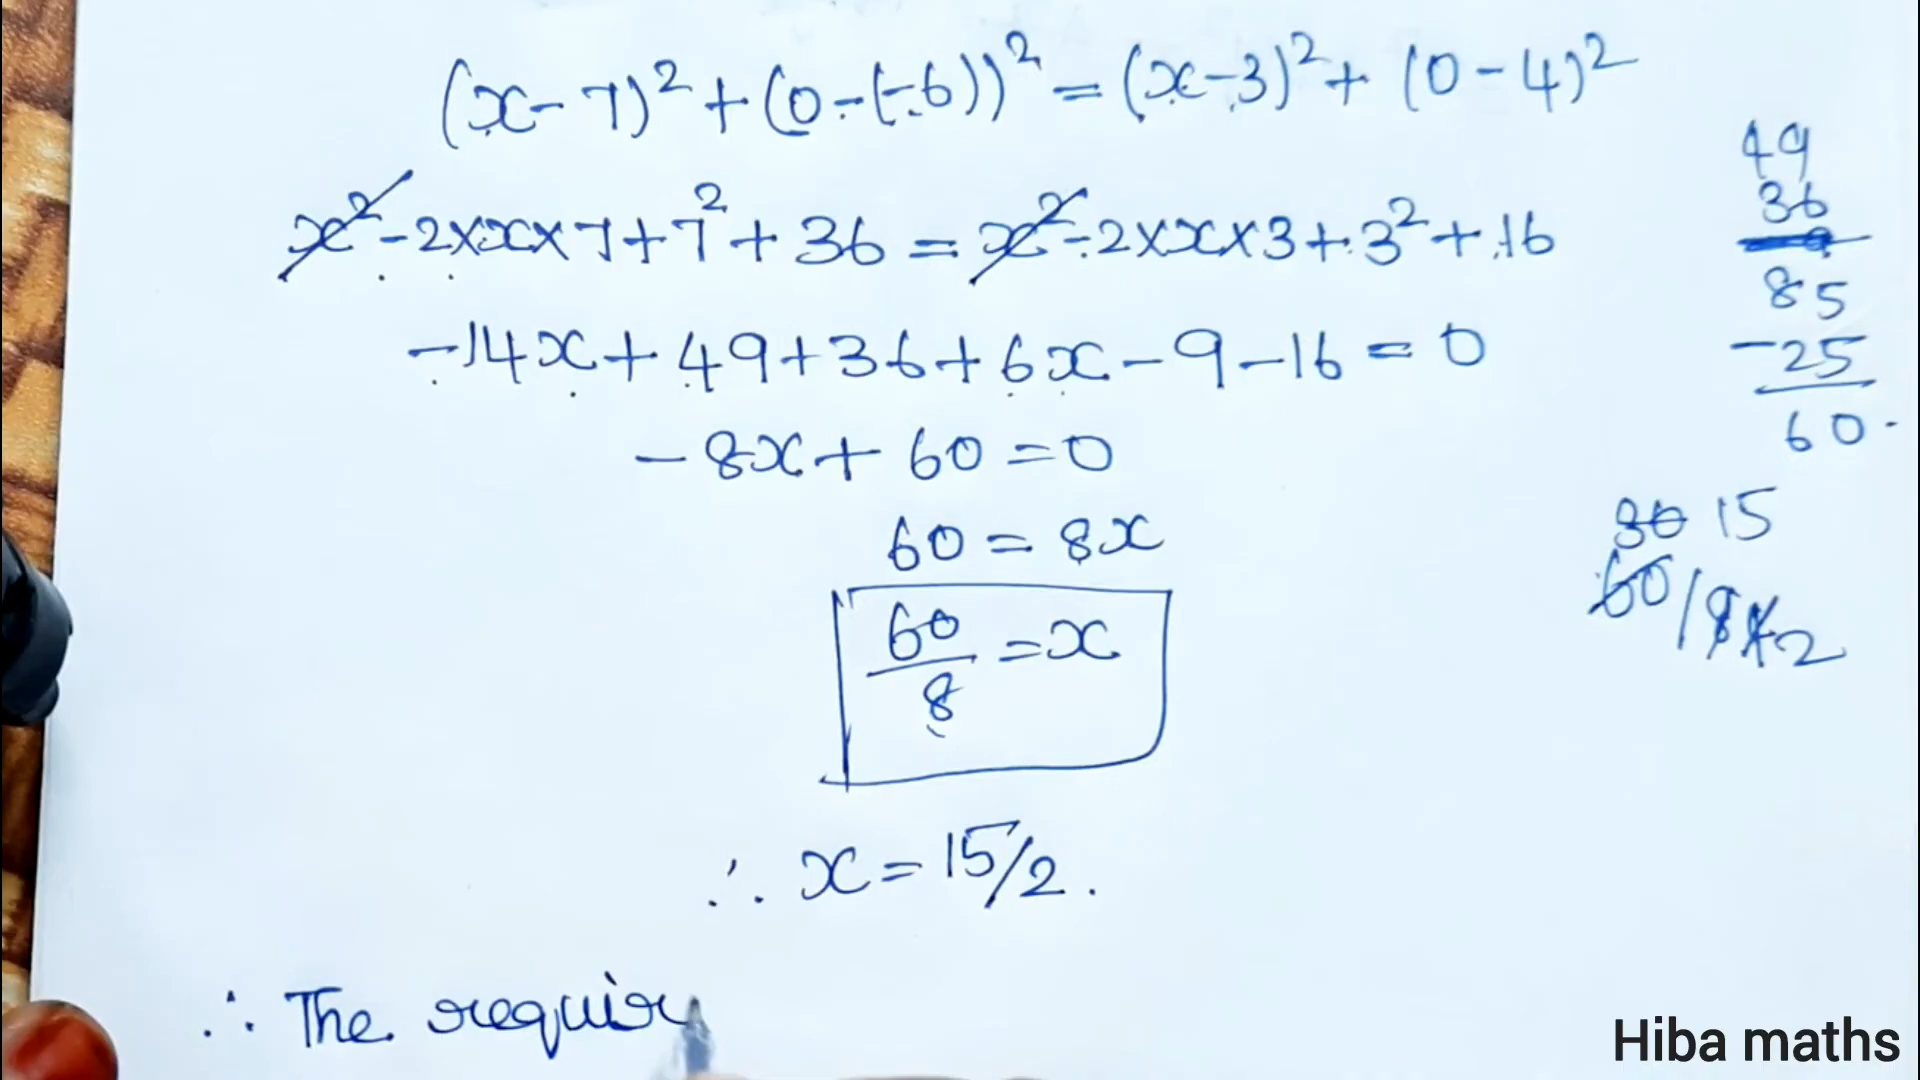 (x-7)² + (0-(-6))² = (x-3)² + (0-4)²
x² - 2×x×7 + 7² + 36 = x² - 2×x×3 + 3² + 16
-14x + 49 + 36 + 6x - 9 - 16 = 0
- 8x + 60 = 0
60 = 8x
60/8 = x
∴ x = 15/2.
∴ The requir
49
36
85
-25
60.
30 15
60/8 4 2
Hiba maths